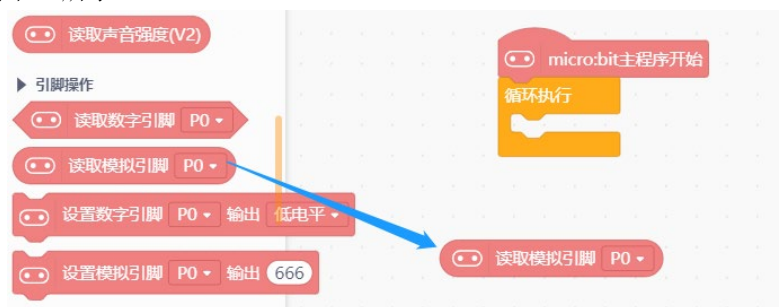 读取声音强度(V2)
引脚操作
读取数字引脚 P0
读取模拟引脚 P0
设置数字引脚 P0 输出 低电平
设置模拟引脚 P0 输出 666
micro:bit主程序开始
循环执行
读取模拟引脚 P0